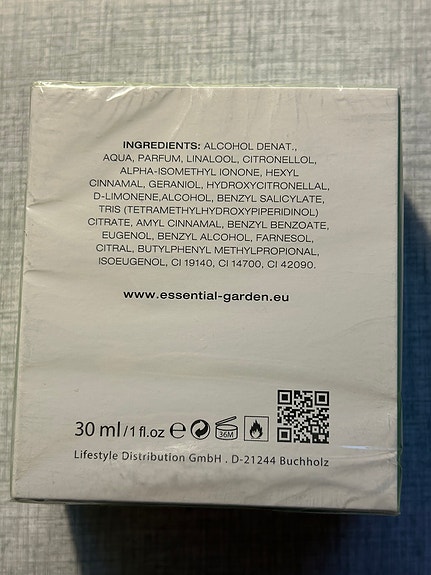 INGREDIENTS: ALCOHOL DENAT.,
AQUA, PARFUM, LINALOOL, CITRONELLOL,
ALPHA-ISOMETHYL IONONE, HEXYL
CINNAMAL, GERANIOL, HYDROXYCITRONELLAL,
D-LIMONENE,ALCOHOL, BENZYL SALICYLATE,
TRIS (TETRAMETHYLHYDROXYPIPERIDINOL)
CITRATE, AMYL CINNAMAL, BENZYL BENZOATE,
EUGENOL, BENZYL ALCOHOL, FARNESOL,
CITRAL, BUTYLPHENYL METHYLPROPIONAL,
ISOEUGENOL, CI 19140, CI 14700, CI 42090.
www.essential-garden.eu
30 ml/1 fl.oz ℮ 36M
Lifestyle Distribution GmbH . D-21244 Buchholz